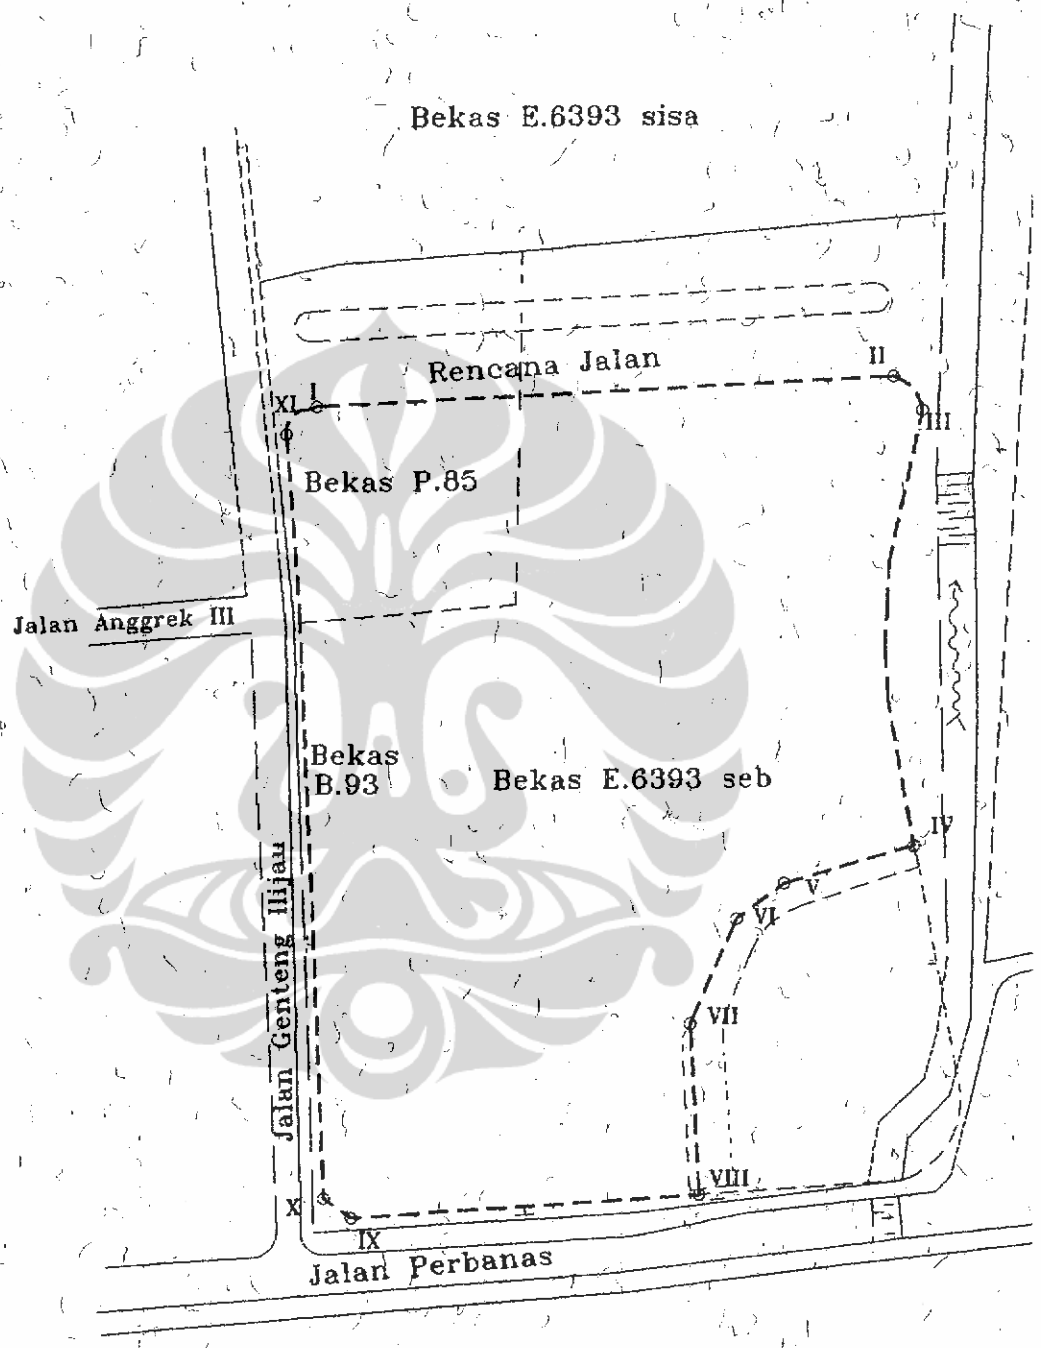 Bekas E.6393 sisa
Rencana Jalan
II
XI
I
III
Bekas P.85
Jalan Anggrek III
Bekas
B.93
Bekas E.6393 seb
IV
V
VI
Jalan Genteng Ilijau
VII
VIII
X
IX
Jalan Perbanas